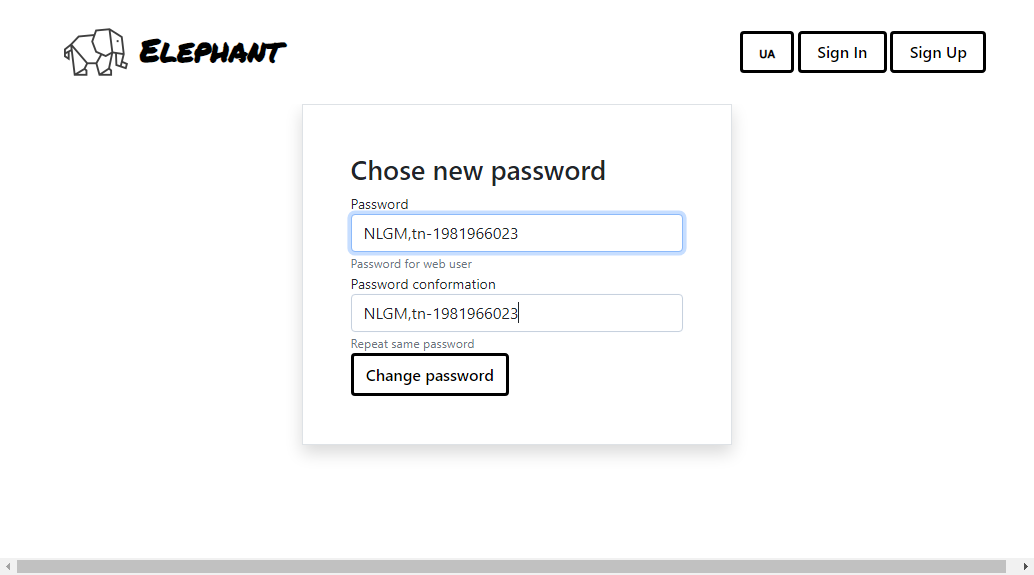 ELEPHANT
UA Sign In Sign Up
Chose new password
Password
NLGM,tn-1981966023
Password for web user
Password conformation
NLGM,tn-1981966023
Repeat same password
Change password